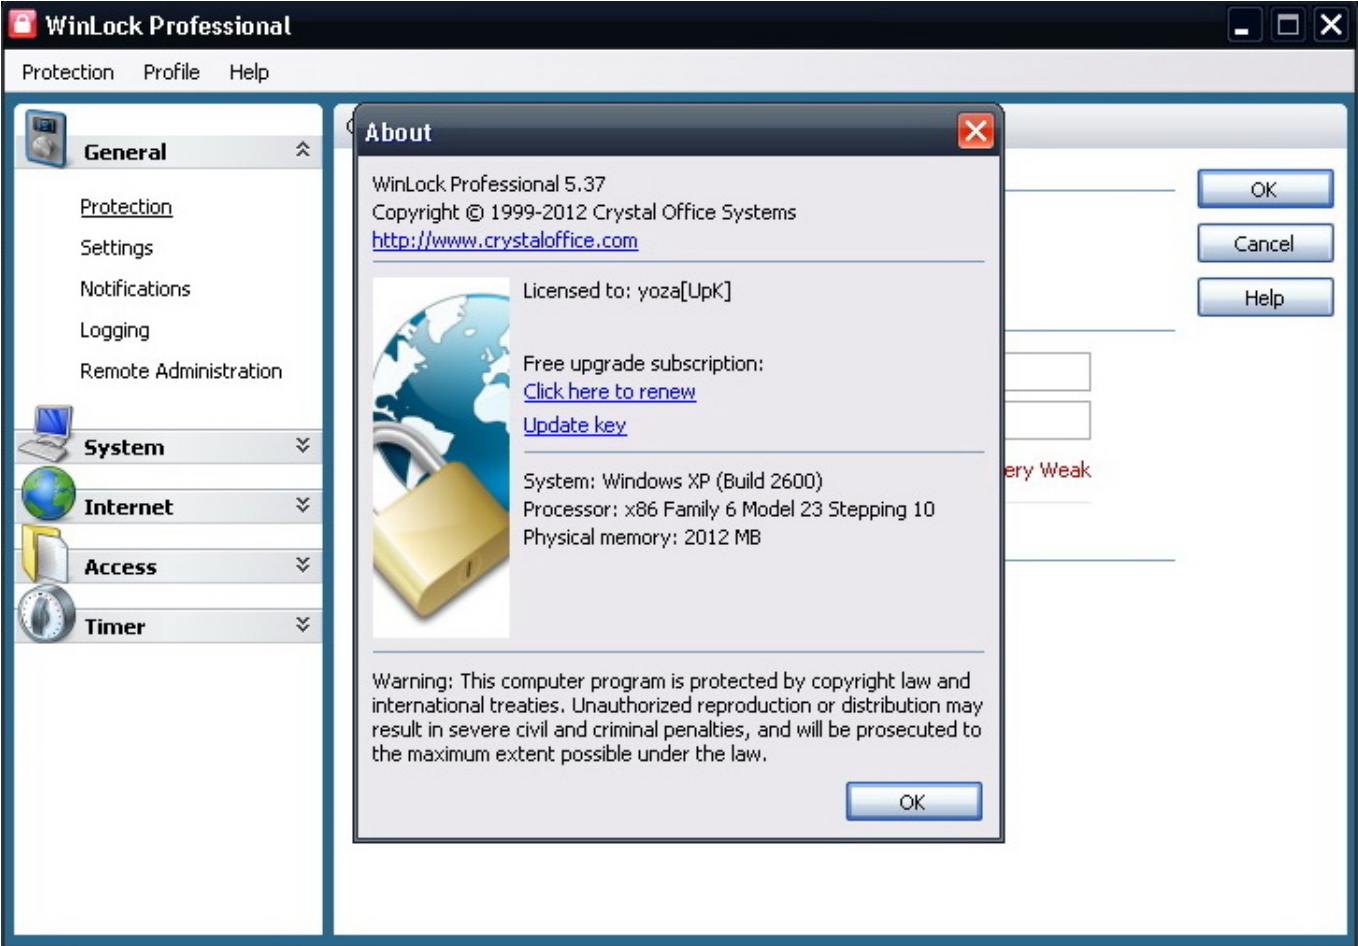 WinLock Professional
Protection Profile Help
General
Protection
Settings
Notifications
Logging
Remote Administration
System
Internet
Access
Timer
About
WinLock Professional 5.37
Copyright © 1999-2012 Crystal Office Systems
http://www.crystaloffice.com
Licensed to: yoza[UpK]
Free upgrade subscription:
Click here to renew
Update key
System: Windows XP (Build 2600)
Processor: x86 Family 6 Model 23 Stepping 10
Physical memory: 2012 MB
Warning: This computer program is protected by copyright law and
international treaties. Unauthorized reproduction or distribution may
result in severe civil and criminal penalties, and will be prosecuted to
the maximum extent possible under the law.
OK
OK
Cancel
Help
ery Weak